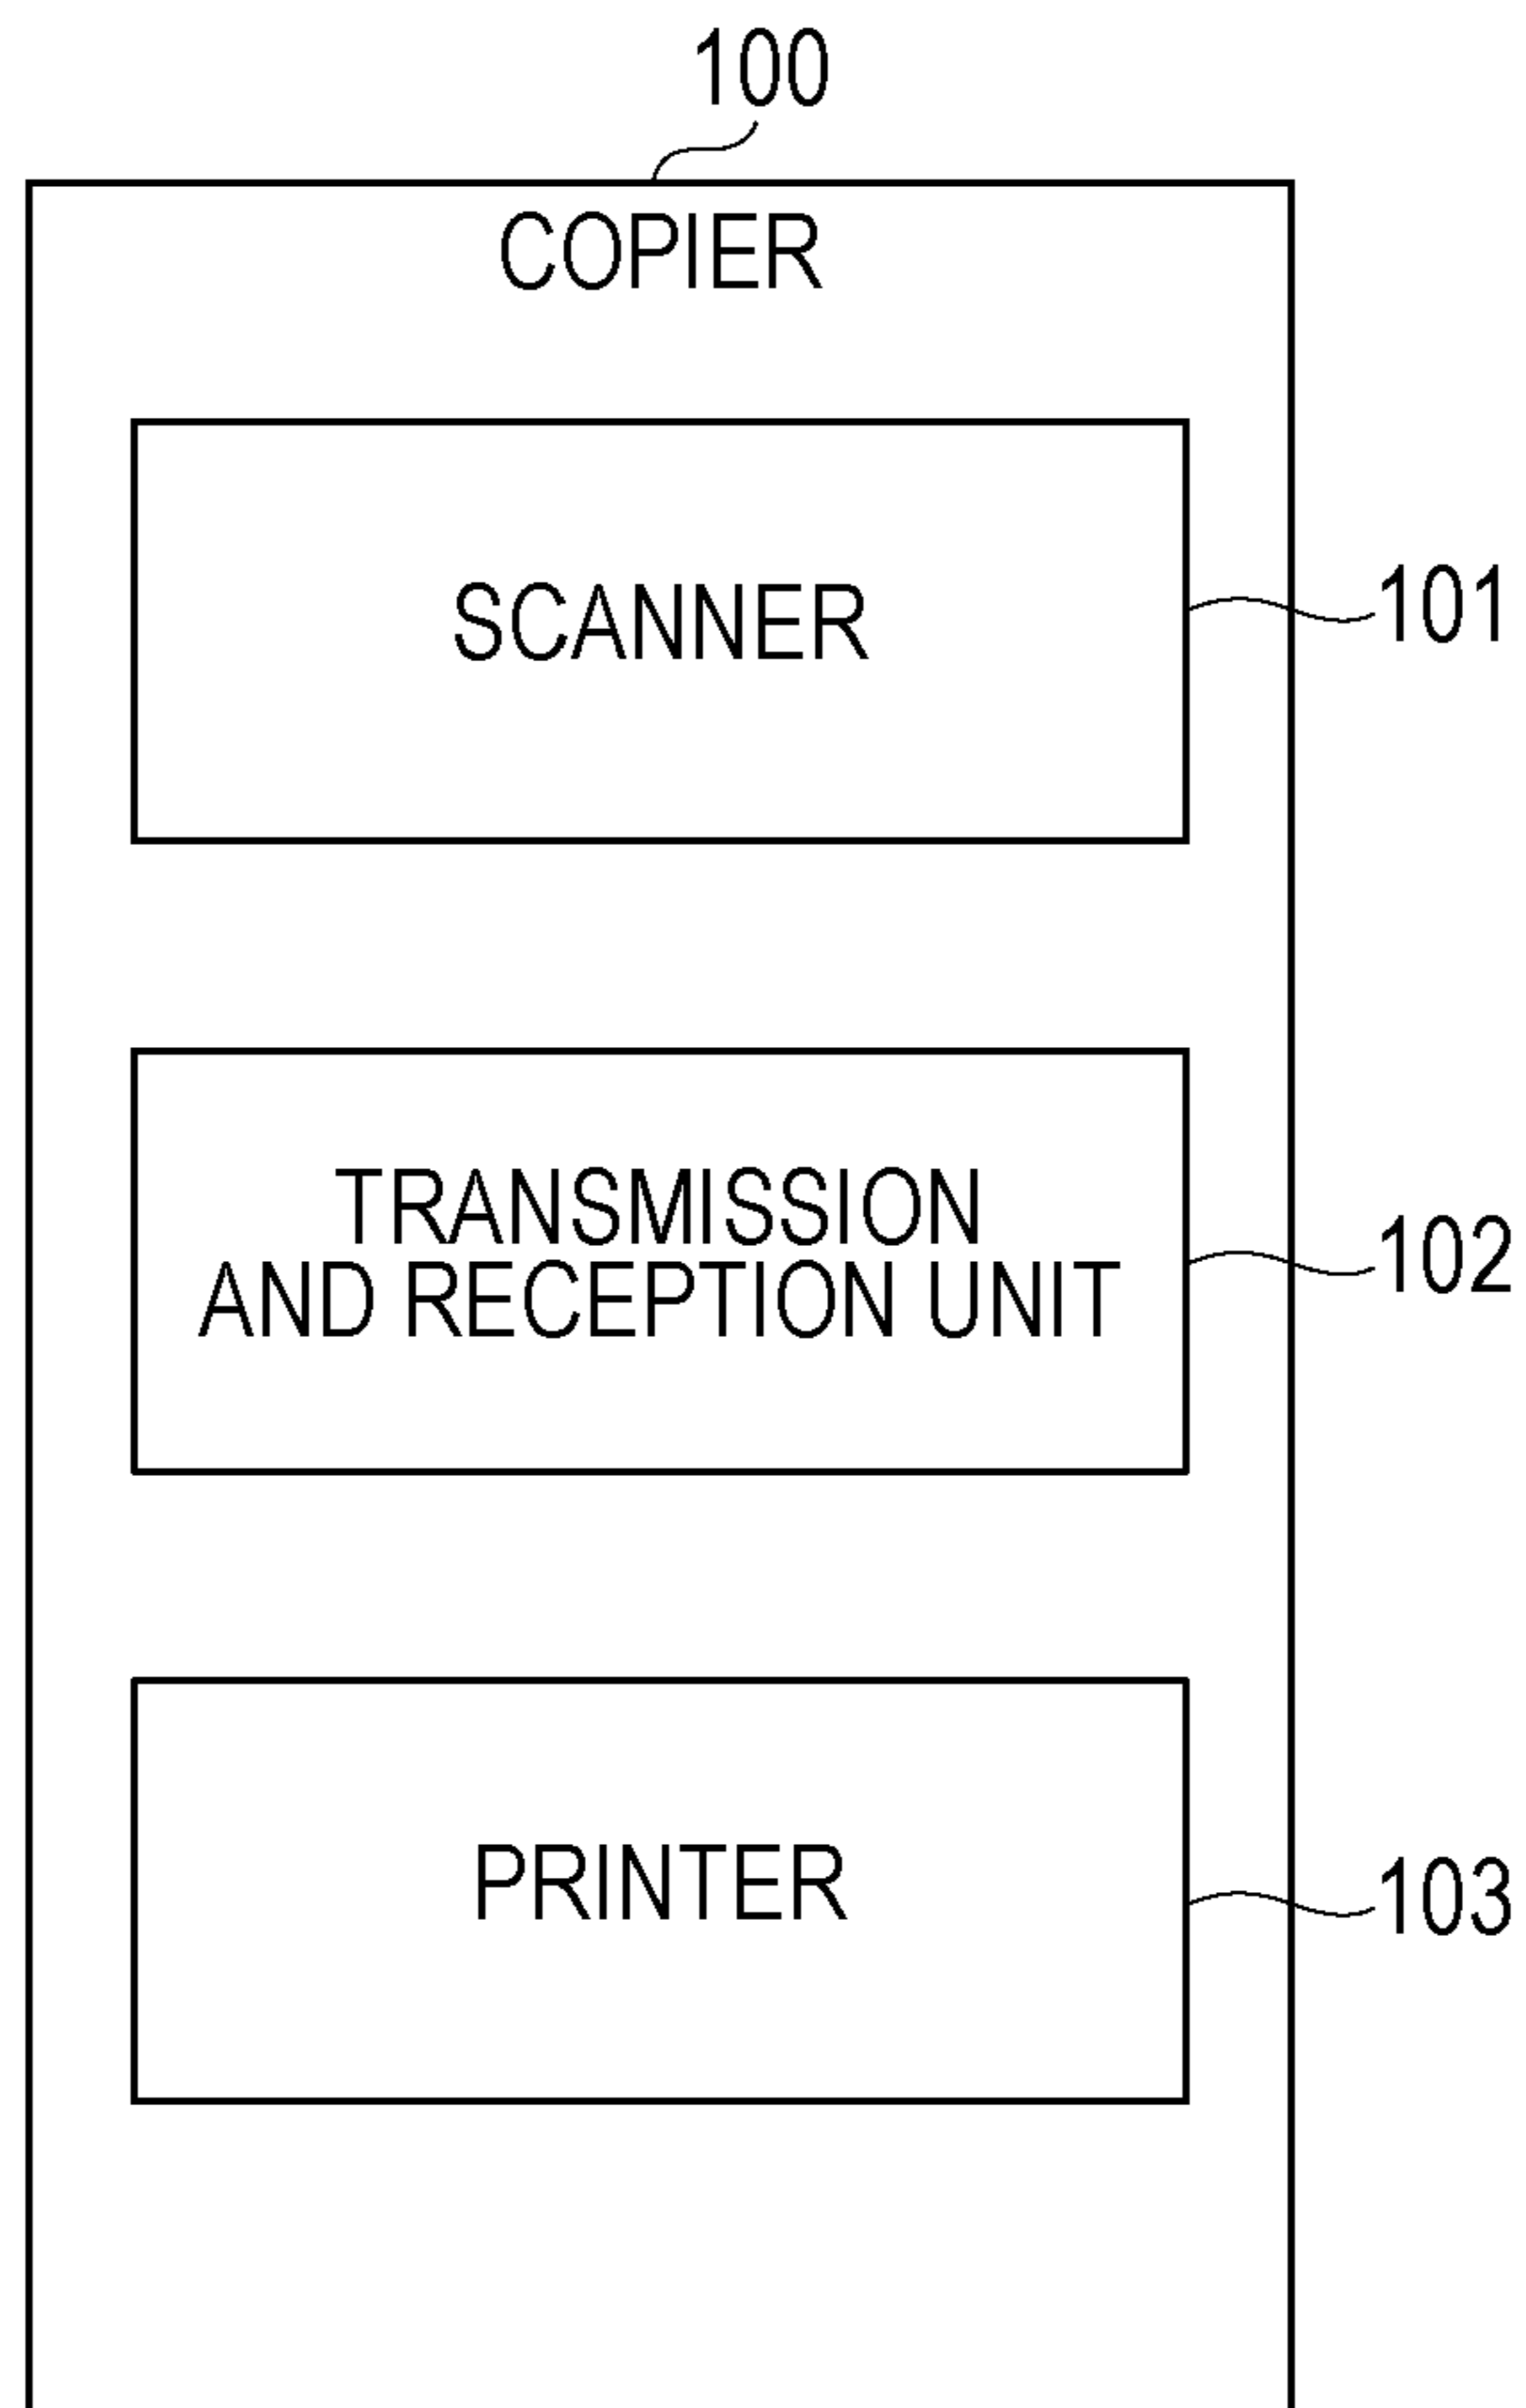 100
COPIER
SCANNER
101
TRANSMISSION
AND RECEPTION UNIT
102
PRINTER
103